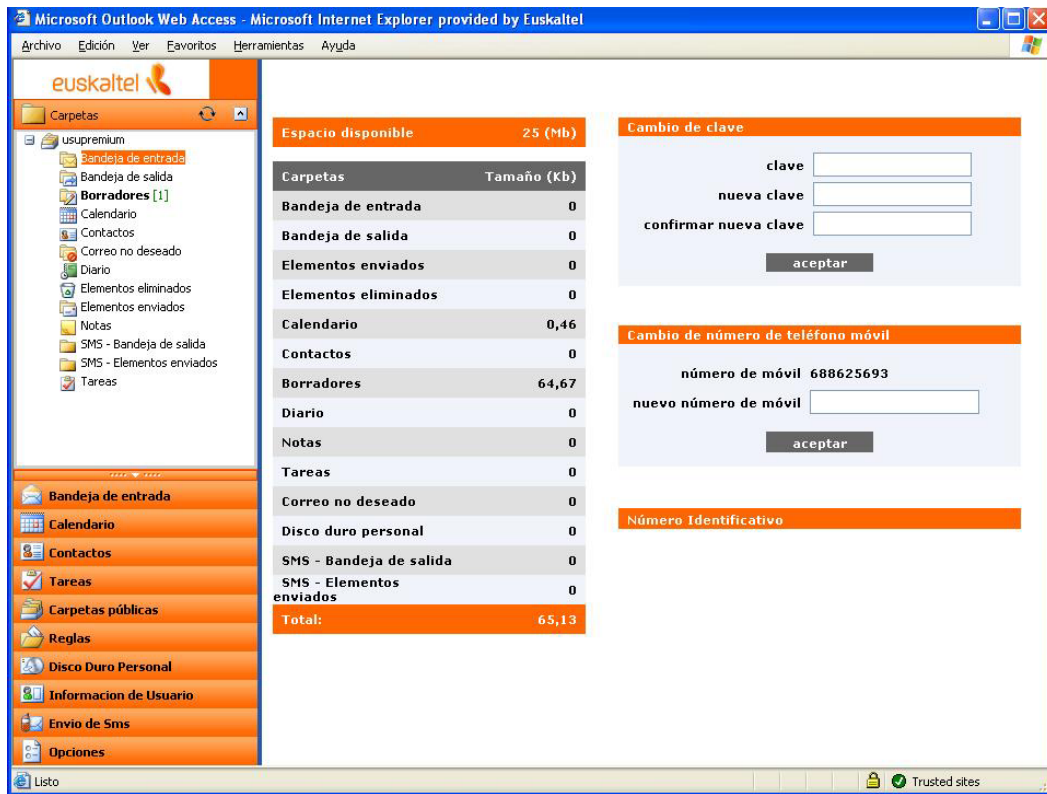 Microsoft Outlook Web Access - Microsoft Internet Explorer provided by Euskaltel
Archivo Edición Ver Favoritos Herramientas Ayuda
euskaltel
Carpetas
usupremium
Bandeja de entrada
Bandeja de salida
Borradores [1]
Calendario
Contactos
Correo no deseado
Diario
Elementos eliminados
Elementos enviados
Notas
SMS - Bandeja de salida
SMS - Elementos enviados
Tareas
Bandeja de entrada
Calendario
Contactos
Tareas
Carpetas públicas
Reglas
Disco Duro Personal
Informacion de Usuario
Envio de Sms
Opciones
Espacio disponible 25 (Mb)
Carpetas Tamaño (Kb)
Bandeja de entrada 0
Bandeja de salida 0
Elementos enviados 0
Elementos eliminados 0
Calendario 0,46
Contactos 0
Borradores 64,67
Diario 0
Notas 0
Tareas 0
Correo no deseado 0
Disco duro personal 0
SMS - Bandeja de salida 0
SMS - Elementos
enviados 0
Total: 65,13
Cambio de clave
clave
nueva clave
confirmar nueva clave
aceptar
Cambio de número de teléfono móvil
número de móvil 688625693
nuevo número de móvil
aceptar
Número Identificativo
Listo
Trusted sites